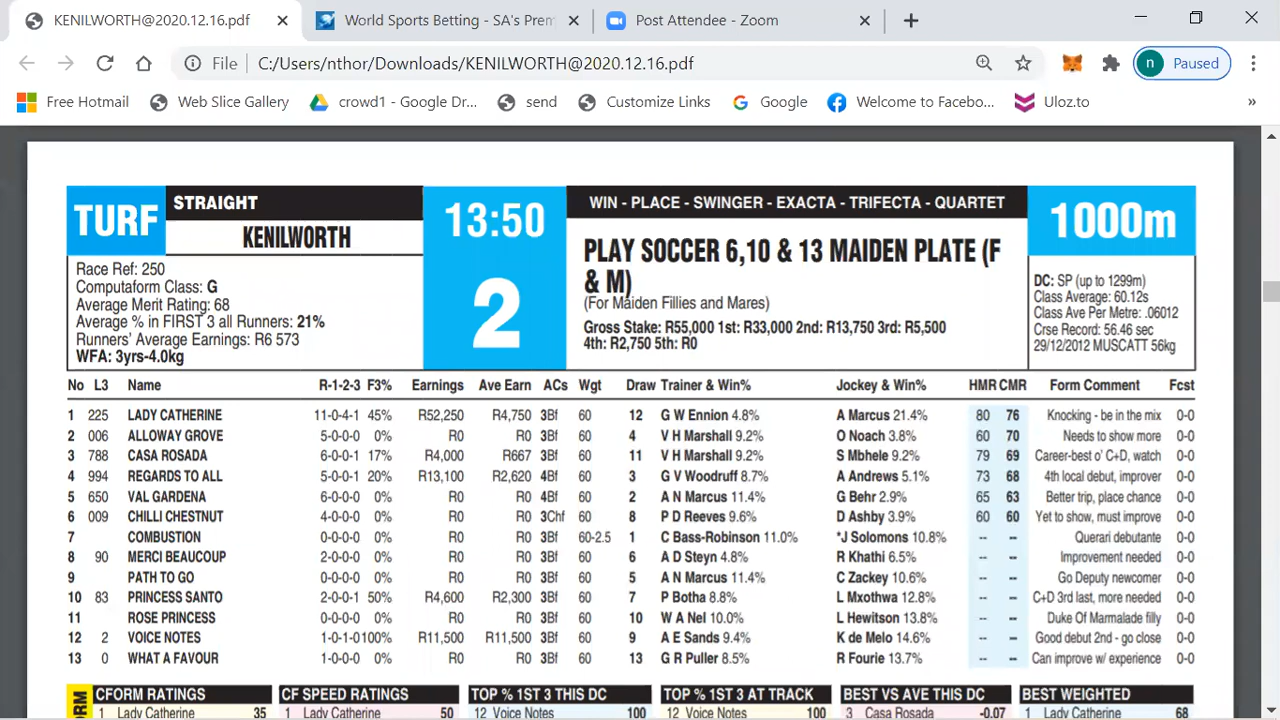 KENILWORTH@2020.12.16.pdf
World Sports Betting - SA's Prem
Post Attendee - Zoom
File C:/Users/nthor/Downloads/KENILWORTH@2020.12.16.pdf
n Paused
Free Hotmail Web Slice Gallery crowd1 - Google Dr... send Customize Links Google Welcome to Facebo... Uloz.to »
TURF STRAIGHT
KENILWORTH
Race Ref: 250
Computaform Class: G
Average Merit Rating: 68
Average % in FIRST 3 all Runners: 21%
Runners' Average Earnings: R6 573
WFA: 3yrs-4.0kg
13:50
2
WIN - PLACE - SWINGER - EXACTA - TRIFECTA - QUARTET
PLAY SOCCER 6,10 & 13 MAIDEN PLATE (F
& M)
(For Maiden Fillies and Mares)
Gross Stake: R55,000 1st: R33,000 2nd: R13,750 3rd: R5,500
4th: R2,750 5th: R0
1000m
DC: SP (up to 1299m)
Class Average: 60.12s
Class Ave Per Metre: .06012
Crse Record: 56.46 sec
29/12/2012 MUSCATT 56kg
No L3 Name R-1-2-3 F3% Earnings Ave Earn ACs Wgt Draw Trainer & Win% Jockey & Win% HMR CMR Form Comment Fcst
1 225 LADY CATHERINE 11-0-4-1 45% R52,250 R4,750 3Bf 60 12 G W Ennion 4.8% A Marcus 21.4% 80 76 Knocking - be in the mix 0-0
2 006 ALLOWAY GROVE 5-0-0-0 0% R0 R0 3Bf 60 4 V H Marshall 9.2% O Noach 3.8% 60 70 Needs to show more 0-0
3 788 CASA ROSADA 6-0-0-1 17% R4,000 R667 3Bf 60 11 V H Marshall 9.2% S Mbhele 9.2% 79 69 Career-best o' C+D, watch 0-0
4 994 REGARDS TO ALL 5-0-0-1 20% R13,100 R2,620 4Bf 60 3 G V Woodruff 8.7% A Andrews 5.1% 73 68 4th local debut, improver 0-0
5 650 VAL GARDENA 6-0-0-0 0% R0 R0 4Bf 60 2 A N Marcus 11.4% G Behr 2.9% 65 63 Better trip, place chance 0-0
6 009 CHILLI CHESTNUT 4-0-0-0 0% R0 R0 3Chf 60 8 P D Reeves 9.6% D Ashby 3.9% 60 60 Yet to show, must improve 0-0
7 COMBUSTION 0-0-0-0 0% R0 R0 3Bf 60-2.5 1 C Bass-Robinson 11.0% *J Solomons 10.8% -- -- Querari debutante 0-0
8 90 MERCI BEAUCOUP 2-0-0-0 0% R0 R0 3Bf 60 6 A D Steyn 4.8% R Khathi 6.5% -- -- Improvement needed 0-0
9 PATH TO GO 0-0-0-0 0% R0 R0 3Bf 60 5 A N Marcus 11.4% C Zackey 10.6% -- -- Go Deputy newcomer 0-0
10 83 PRINCESS SANTO 2-0-0-1 50% R4,600 R2,300 3Bf 60 7 P Botha 8.8% L Mxothwa 12.8% -- -- C+D 3rd last, more needed 0-0
11 ROSE PRINCESS 0-0-0-0 0% R0 R0 3Bf 60 10 W A Nel 10.0% L Hewitson 13.8% -- -- Duke Of Marmalade filly 0-0
12 2 VOICE NOTES 1-0-1-0 100% R11,500 R11,500 3Bf 60 9 A E Sands 9.4% K de Melo 14.6% -- -- Good debut 2nd - go close 0-0
13 0 WHAT A FAVOUR 1-0-0-0 0% R0 R0 3Bf 60 13 G R Puller 8.5% R Fourie 13.7% -- -- Can improve w/ experience 0-0
CFORM RATINGS CF SPEED RATINGS TOP % 1ST 3 THIS DC TOP % 1ST 3 AT TRACK BEST VS AVE THIS DC BEST WEIGHTED
1 Lady Catherine 35 1 Lady Catherine 50 12 Voice Notes 100 12 Voice Notes 100 3 Casa Rosada -0.07 1 Lady Catherine 68